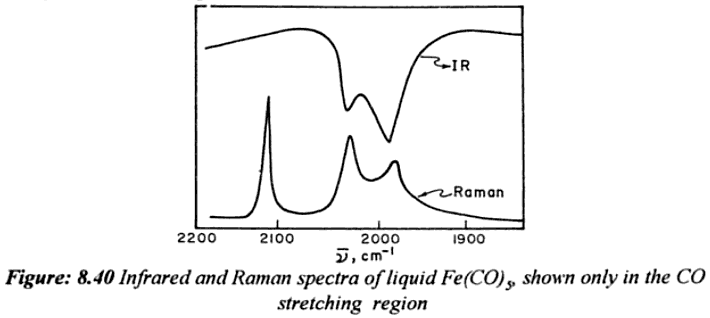 IR
Raman
2200 2100 2000 1900
ν̅, cm⁻¹
Figure: 8.40 Infrared and Raman spectra of liquid Fe(CO)₅, shown only in the CO
stretching region